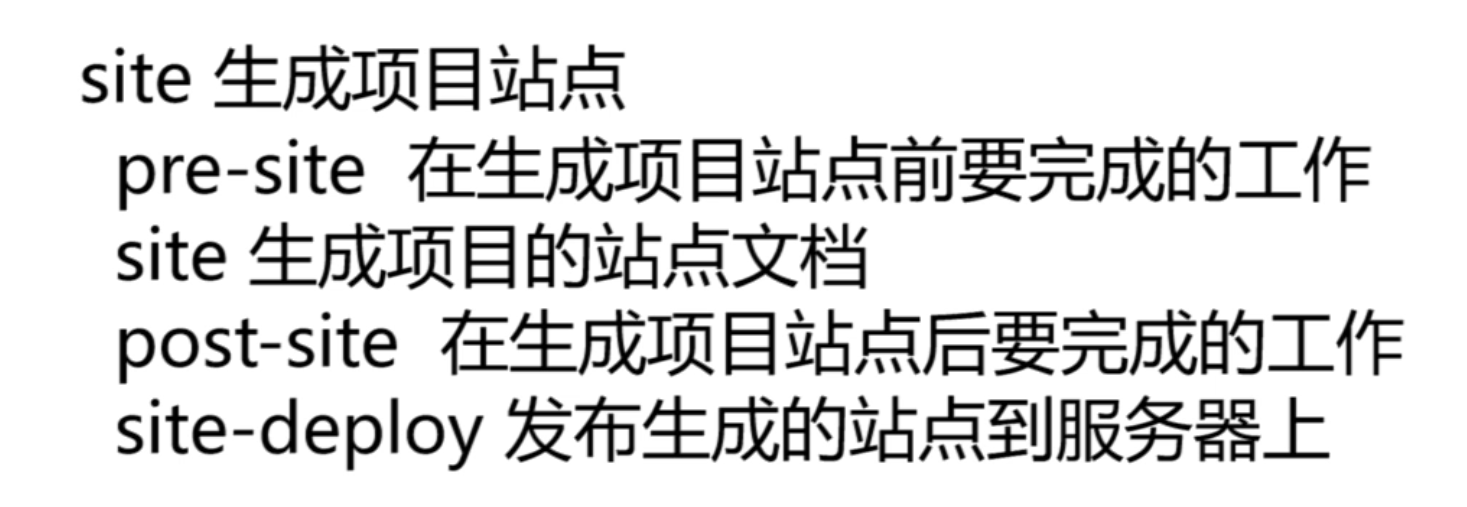 site 生成项目站点
pre-site 在生成项目站点前要完成的工作
site 生成项目的站点文档
post-site 在生成项目站点后要完成的工作
site-deploy 发布生成的站点到服务器上